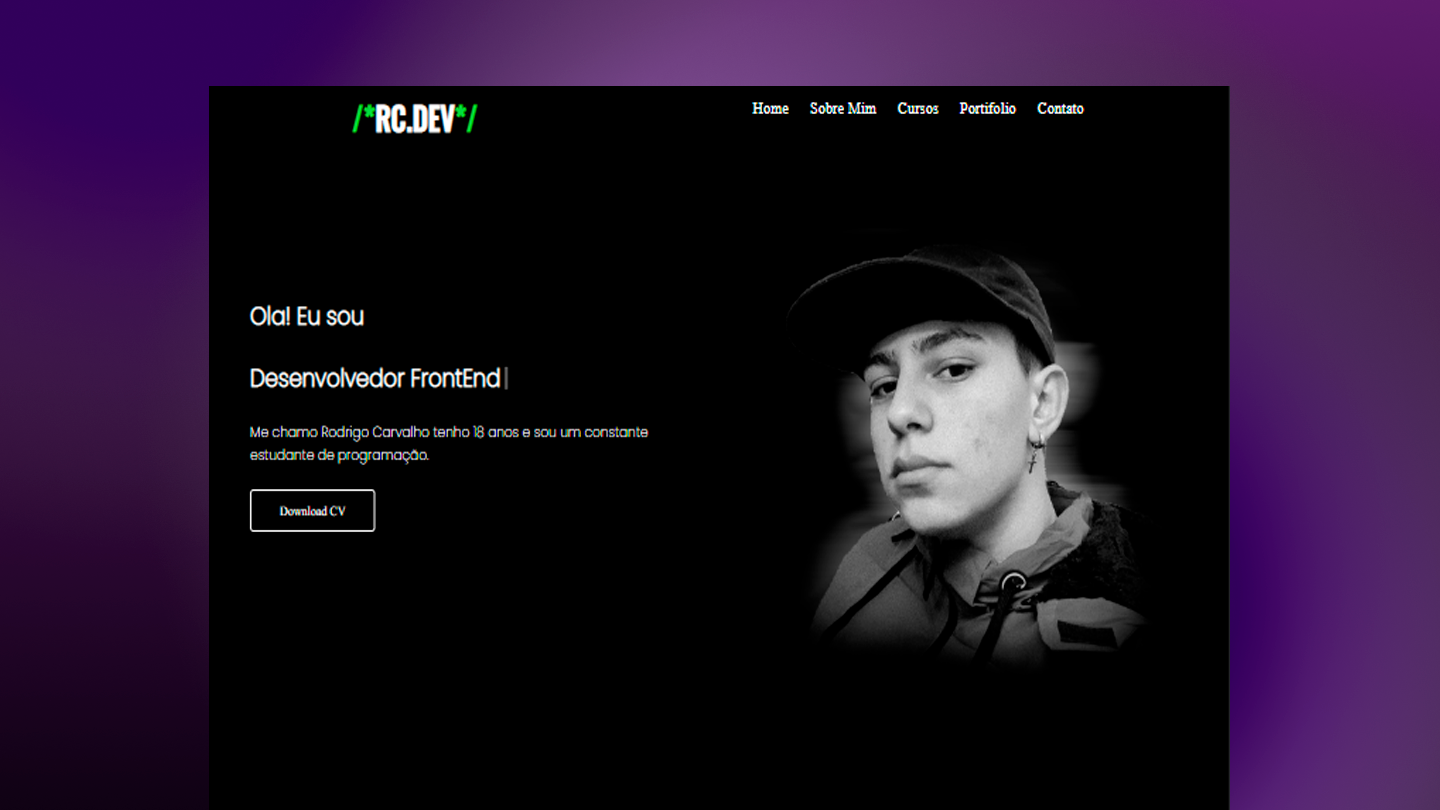 /*RC.DEV*/
Home Sobre Mim Cursos Portifolio Contato
Ola! Eu sou
Desenvolvedor FrontEnd|
Me chamo Rodrigo Carvalho tenho 18 anos e sou um constante
estudante de programação.
Download CV